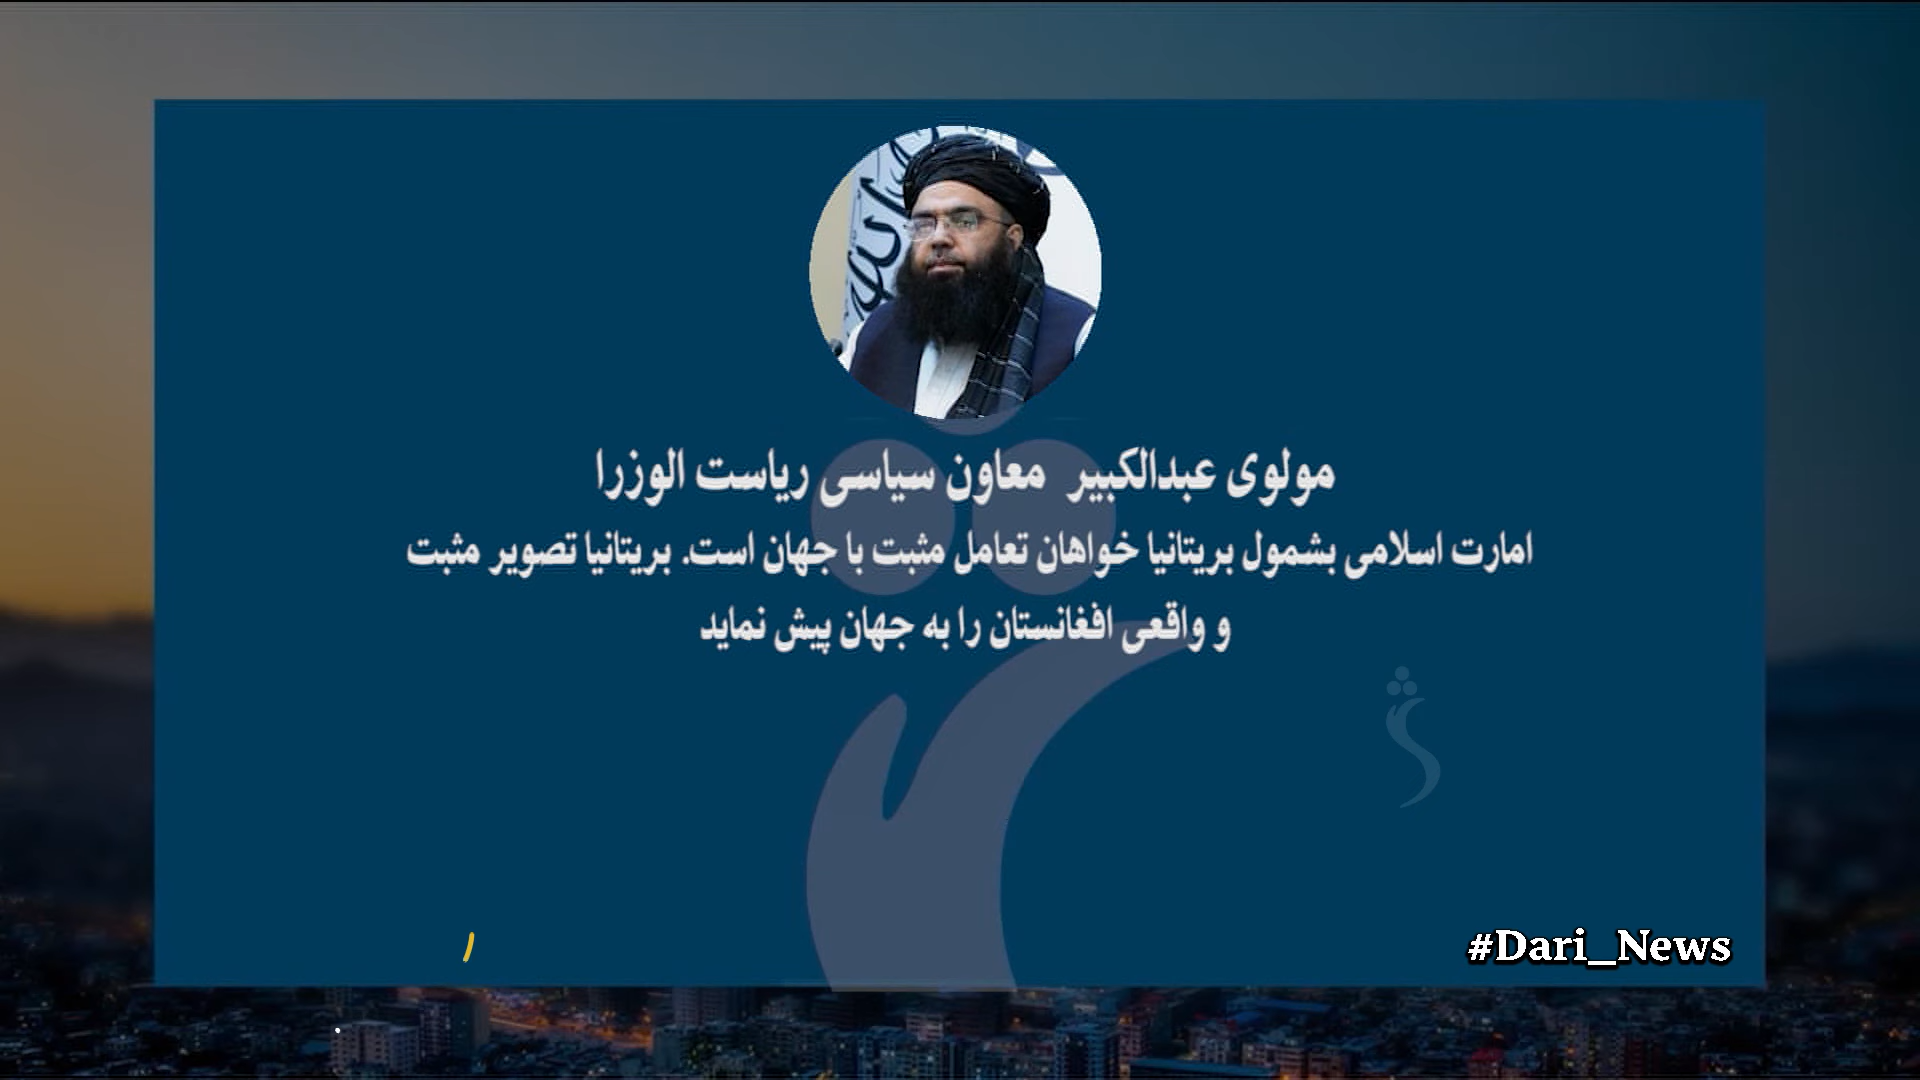 مولوی عبدالکبیر معاون سیاسی ریاست الوزرا
امارت اسلامی بشمول بریتانیا خواهان تعامل مثبت با جهان است. بریتانیا تصویر مثبت
و واقعی افغانستان را به جهان پیش نماید
#Dari_News